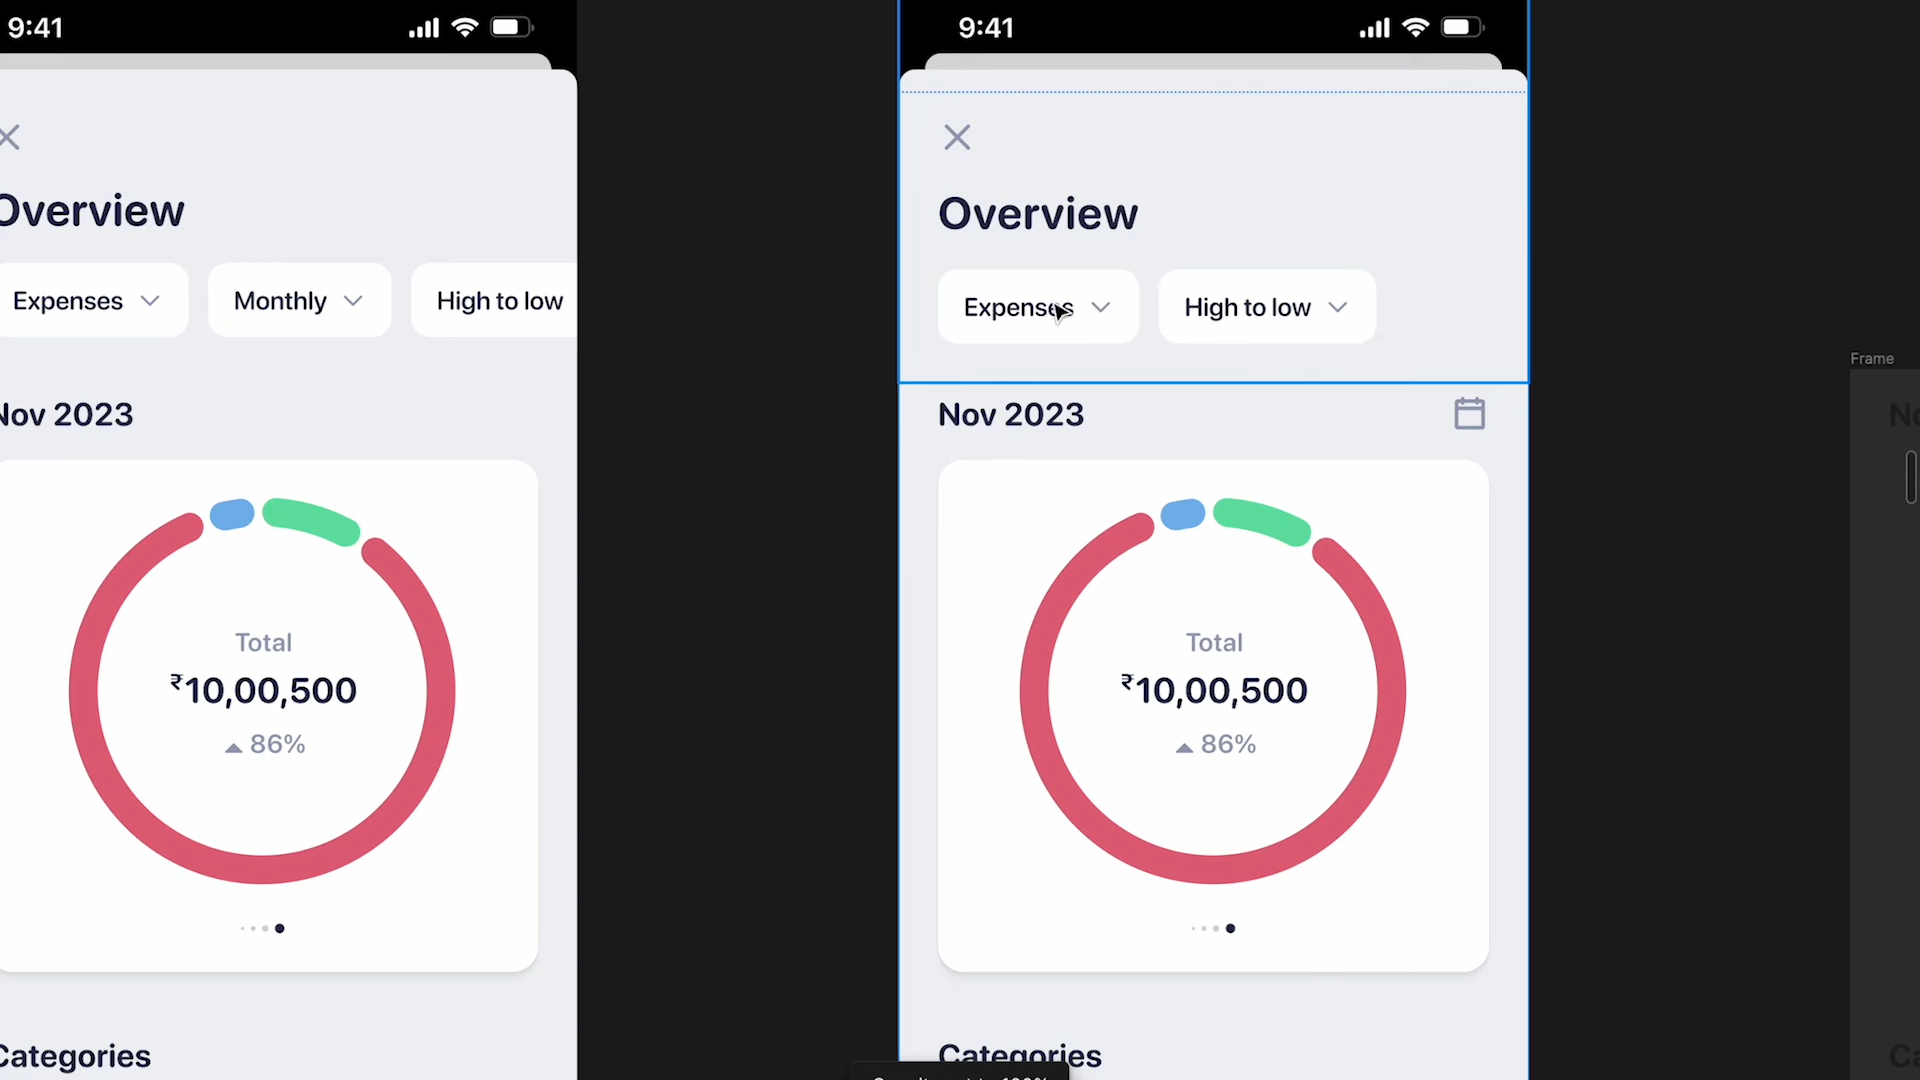 9:41
Overview
Expenses
Monthly
High to low
Nov 2023
Total
₹10,00,500
86%
Categories
9:41
Overview
Expenses
High to low
Nov 2023
Total
₹10,00,500
86%
Categories
Frame